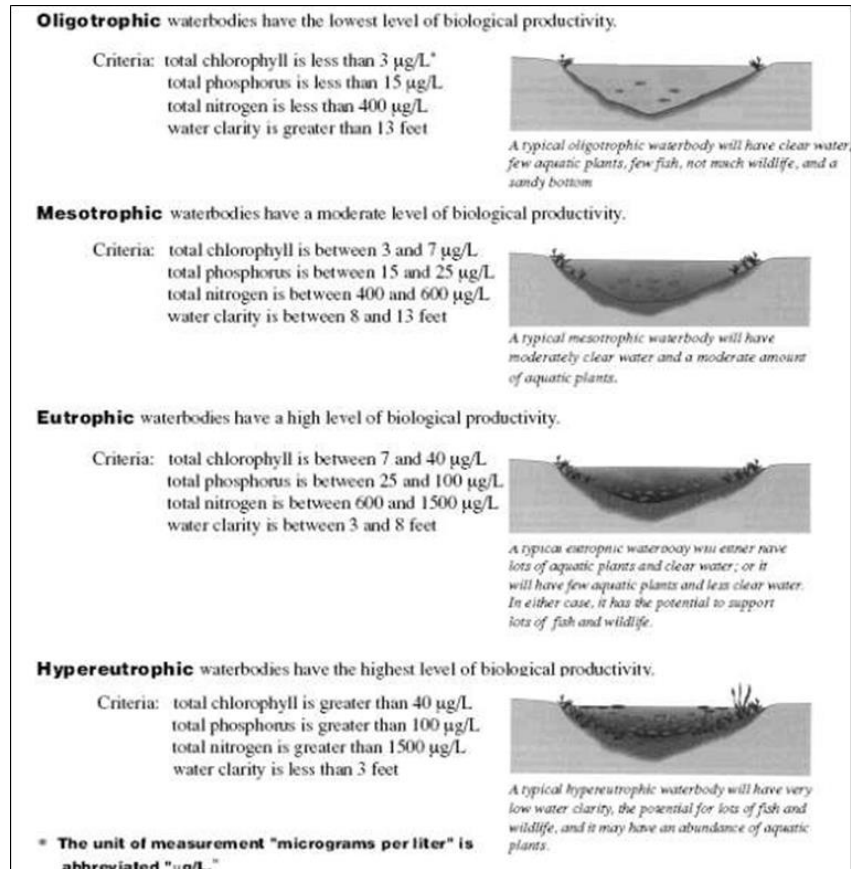 Oligotrophic waterbodies have the lowest level of biological productivity.
Criteria: total chlorophyll is less than 3 µg/L*
total phosphorus is less than 15 µg/L
total nitrogen is less than 400 µg/L
water clarity is greater than 13 feet
A typical oligotrophic waterbody will have clear water,
few aquatic plants, few fish, not much wildlife, and a
sandy bottom
Mesotrophic waterbodies have a moderate level of biological productivity.
Criteria: total chlorophyll is between 3 and 7 µg/L
total phosphorus is between 15 and 25 µg/L
total nitrogen is between 400 and 600 µg/L
water clarity is between 8 and 13 feet
A typical mesotrophic waterbody will have
moderately clear water and a moderate amount
of aquatic plants.
Eutrophic waterbodies have a high level of biological productivity.
Criteria: total chlorophyll is between 7 and 40 µg/L
total phosphorus is between 25 and 100 µg/L
total nitrogen is between 600 and 1500 µg/L
water clarity is between 3 and 8 feet
A typical eutrophic waterbody will either have
lots of aquatic plants and clear water; or it
will have few aquatic plants and less clear water.
In either case, it has the potential to support
lots of fish and wildlife.
Hypereutrophic waterbodies have the highest level of biological productivity.
Criteria: total chlorophyll is greater than 40 µg/L
total phosphorus is greater than 100 µg/L
total nitrogen is greater than 1500 µg/L
water clarity is less than 3 feet
A typical hypereutrophic waterbody will have very
low water clarity, the potential for lots of fish and
wildlife, and it may have an abundance of aquatic
plants.
* The unit of measurement "micrograms per liter" is
abbreviated "µg/L."